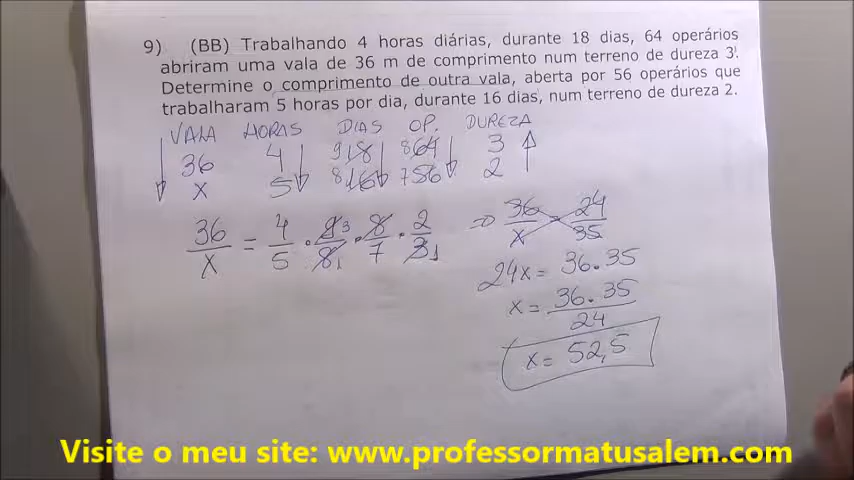 9) (BB) Trabalhando 4 horas diárias, durante 18 dias, 64 operários
abriram uma vala de 36 m de comprimento num terreno de dureza 3.
Determine o comprimento de outra vala, aberta por 56 operários que
trabalharam 5 horas por dia, durante 16 dias, num terreno de dureza 2.
VALA HORAS DIAS OP. DUREZA
36 4 9 18 8 64 3
X 5 8 16 7 56 2
36/X = 4/5 . 9 3/8 1 . 8/7 . 2/3 1 => 36/X = 24/35
24x = 36.35
x = 36.35/24
x = 52,5
Visite o meu site: www.professormatusalem.com